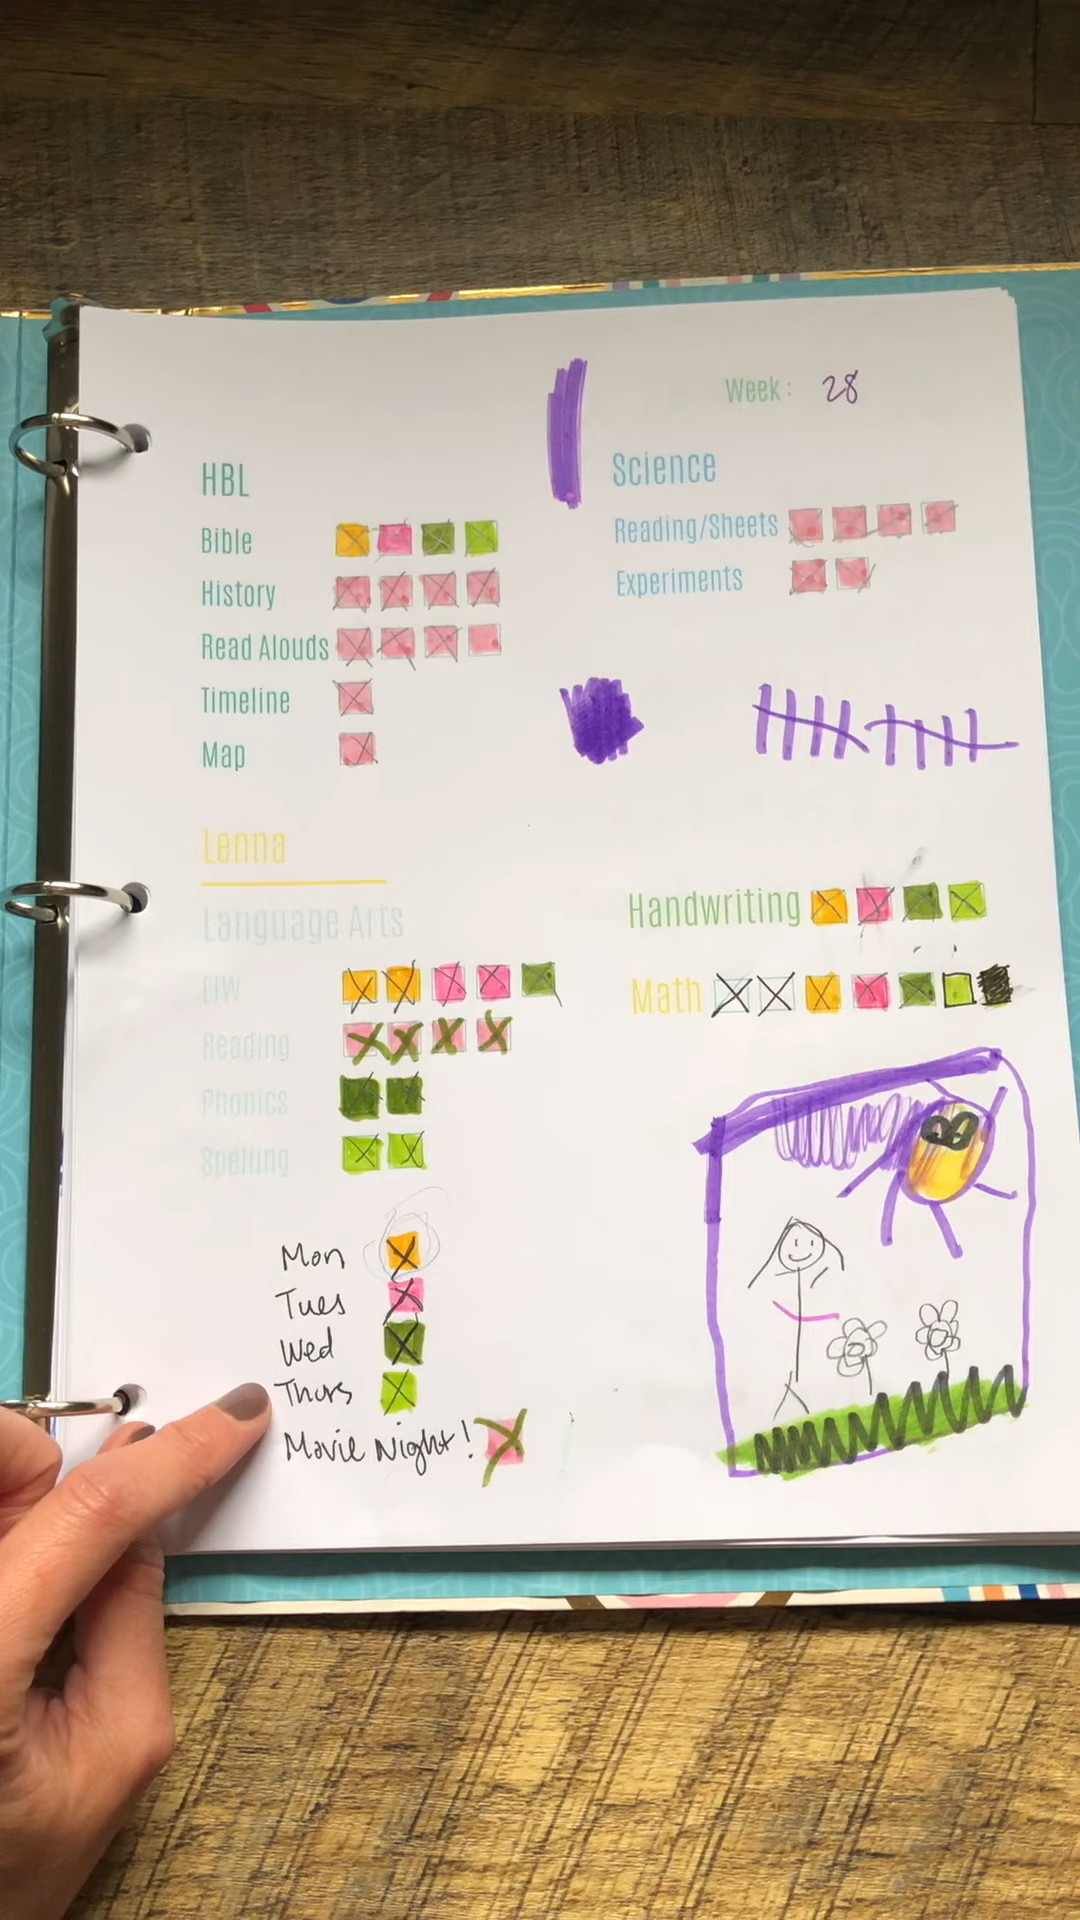 Week: 28
HBL
Bible
History
Read Alouds
Timeline
Map
Science
Reading/Sheets
Experiments
Lenna
Language Arts
EIW
Reading
Phonics
Spelling
Handwriting
Math
Mon
Tues
Wed
Thurs
Movie Night!